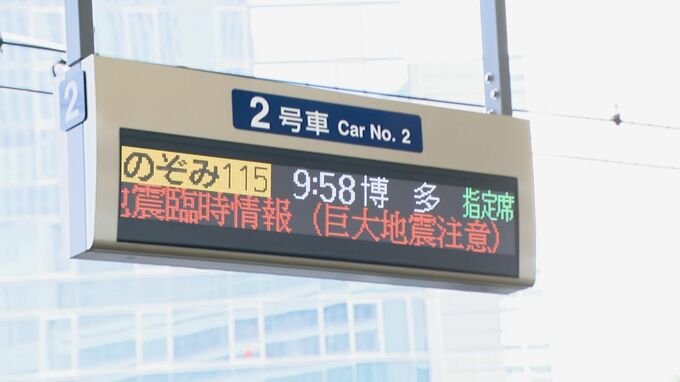 2
2号車 Car No. 2
のぞみ115 9:58 博多 指定席
震臨時情報（巨大地震注意）